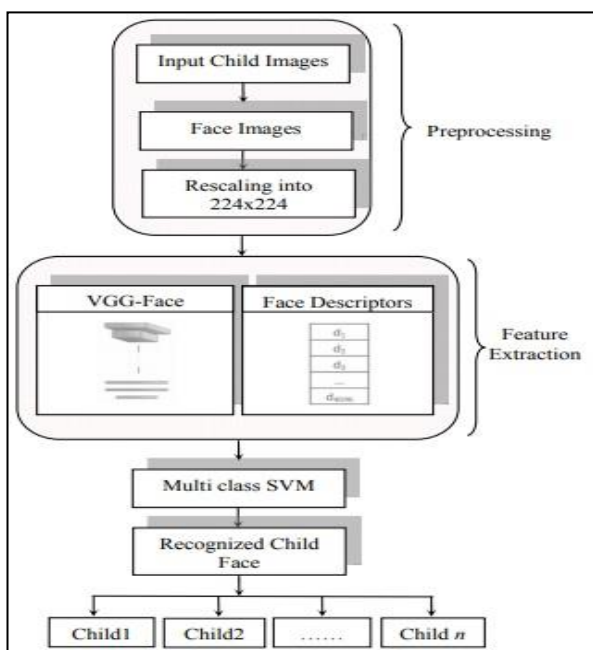 Input Child Images
Face Images
Rescaling into
224x224
Preprocessing
VGG-Face
Face Descriptors
d1
d2
d3
...
d4096
Feature
Extraction
Multi class SVM
Recognized Child
Face
Child1
Child2
......
Child n